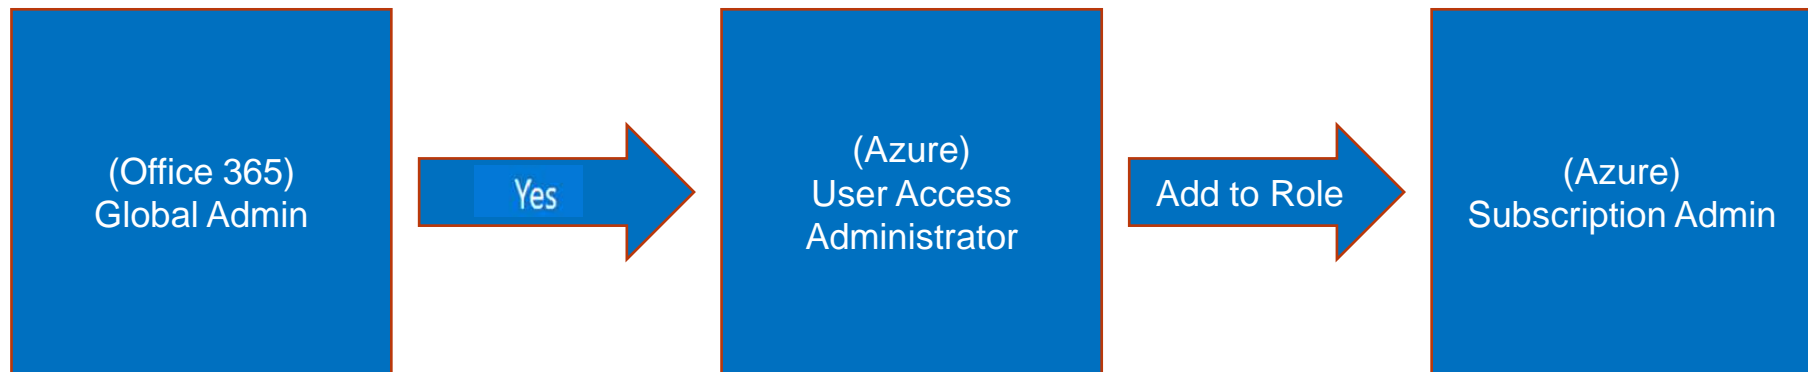 (Office 365)
Global Admin
Yes
(Azure)
User Access
Administrator
Add to Role
(Azure)
Subscription Admin